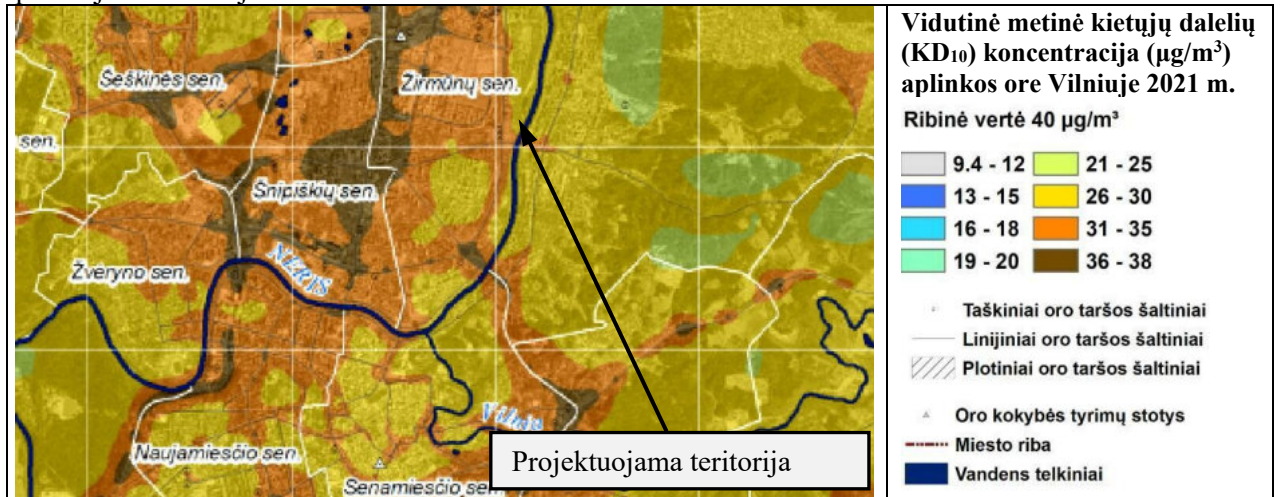 Šeškinės sen.
Žirmūnų sen.
sen.
Šnipiškių sen.
NERIS
Žvėryno sen.
Vilnia
Naujamiesčio sen.
Senamiesčio sen.
Projektuojama teritorija
Vidutinė metinė kietųjų dalelių
(KD10) koncentracija (µg/m³)
aplinkos ore Vilniuje 2021 m.
Ribinė vertė 40 µg/m³
9.4 - 12 21 - 25
13 - 15 26 - 30
16 - 18 31 - 35
19 - 20 36 - 38
Taškiniai oro taršos šaltiniai
Linijiniai oro taršos šaltiniai
Plotiniai oro taršos šaltiniai
Oro kokybės tyrimų stotys
Miesto riba
Vandens telkiniai